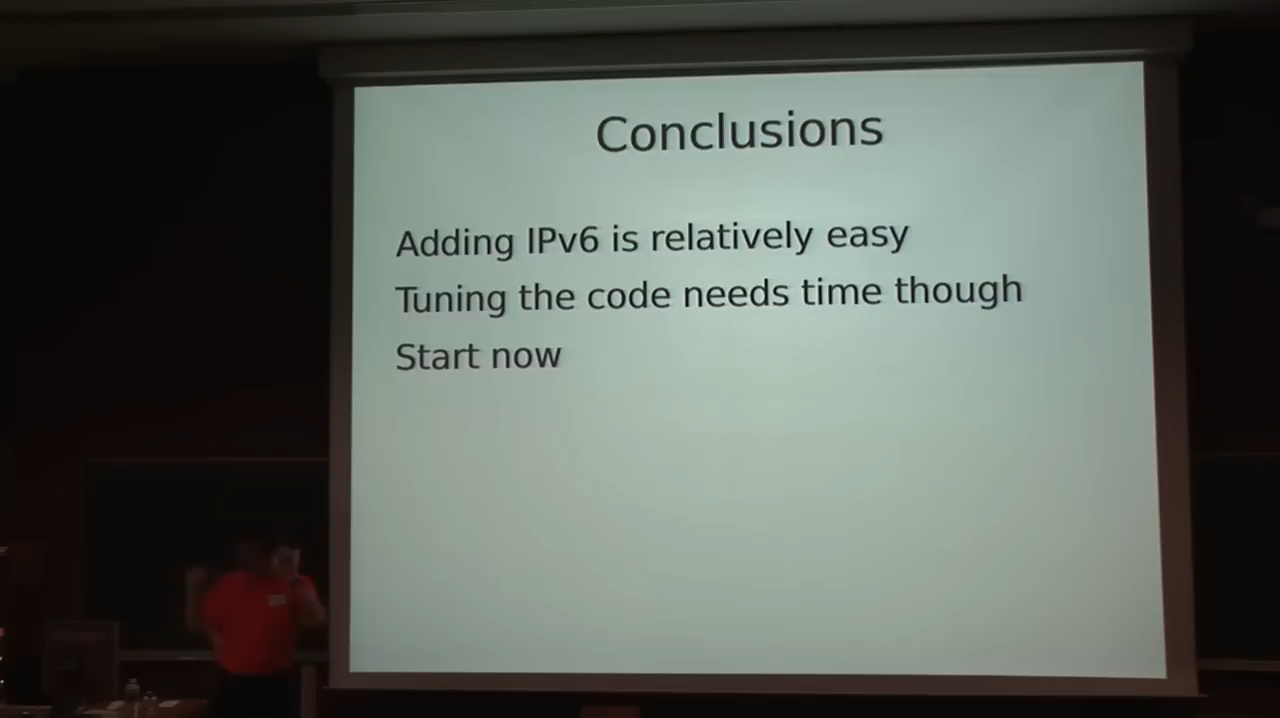 Conclusions
Adding IPv6 is relatively easy
Tuning the code needs time though
Start now